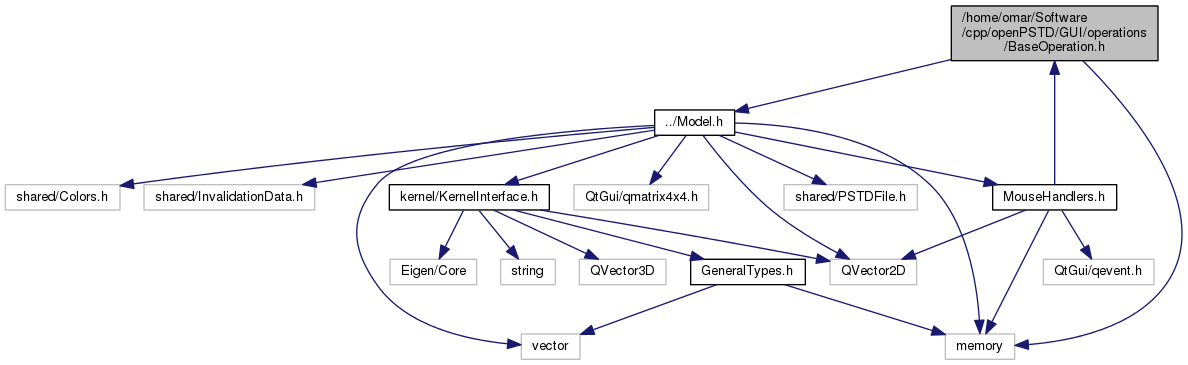 /home/omar/Software
/cpp/openPSTD/GUI/operations
/BaseOperation.h
../Model.h
shared/Colors.h
shared/InvalidationData.h
kernel/KernelInterface.h
QtGui/qmatrix4x4.h
shared/PSTDFile.h
MouseHandlers.h
Eigen/Core
string
QVector3D
GeneralTypes.h
QVector2D
QtGui/qevent.h
vector
memory